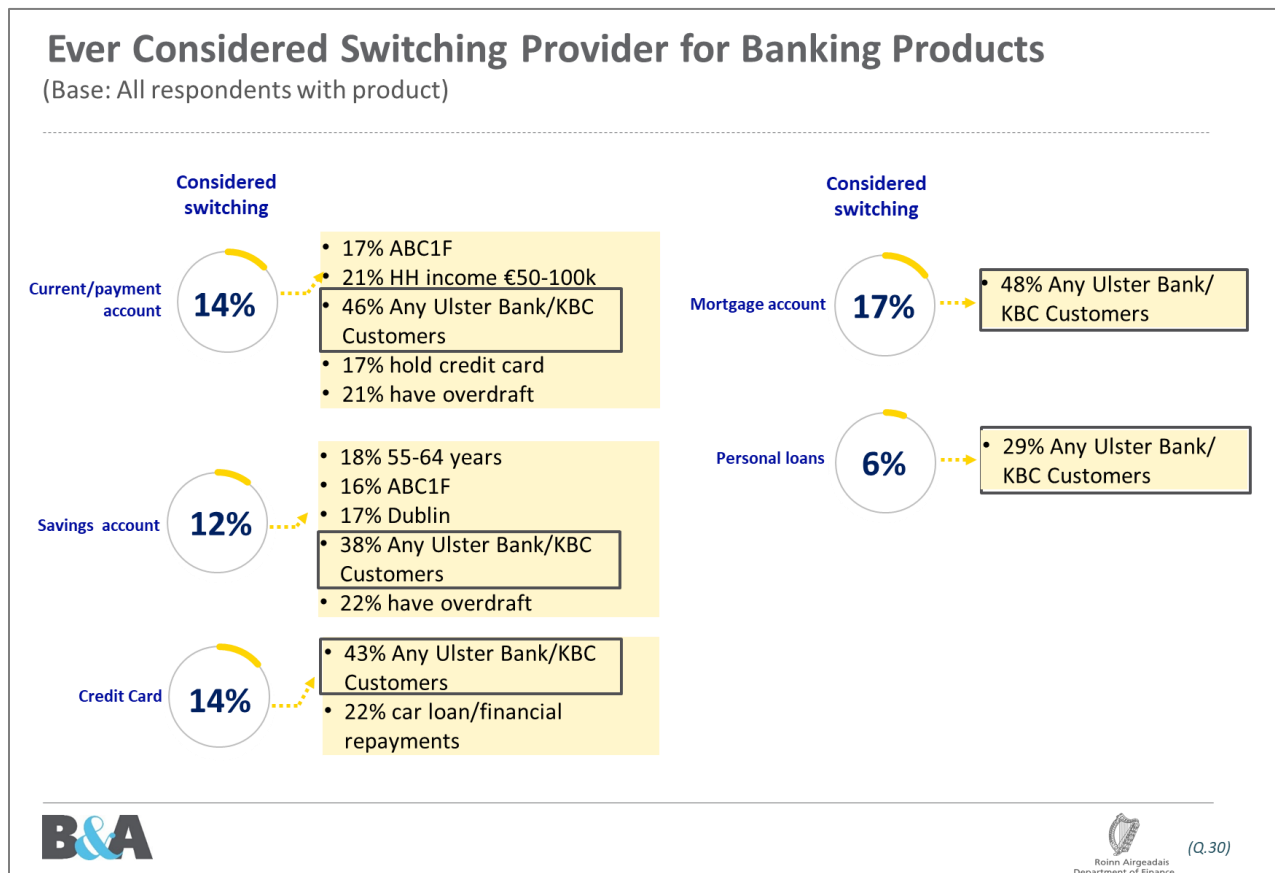 Ever Considered Switching Provider for Banking Products
(Base: All respondents with product)
Considered
switching
Current/payment
account
14%
• 17% ABC1F
• 21% HH income €50-100k
• 46% Any Ulster Bank/KBC
Customers
• 17% hold credit card
• 21% have overdraft
Savings account
12%
• 18% 55-64 years
• 16% ABC1F
• 17% Dublin
• 38% Any Ulster Bank/KBC
Customers
• 22% have overdraft
Credit Card
14%
• 43% Any Ulster Bank/KBC
Customers
• 22% car loan/financial
repayments
Considered
switching
Mortgage account
17%
• 48% Any Ulster Bank/
KBC Customers
Personal loans
6%
• 29% Any Ulster Bank/
KBC Customers
B&A
Roinn Airgeadais
Department of Finance
(Q.30)